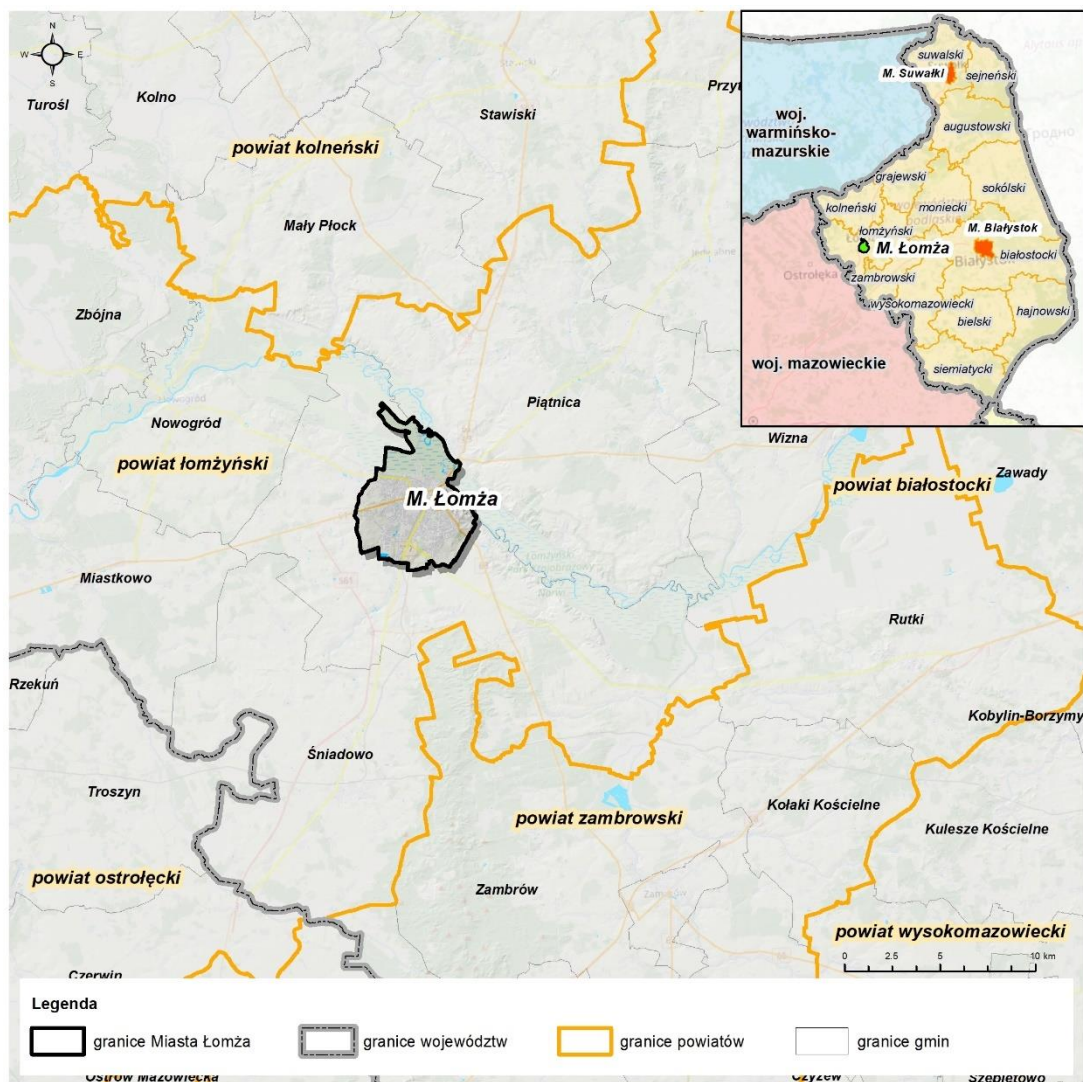 N
W
E
S
Turośl
Kolno
Stawiski
powiat kolneński
Mały Płock
Zbójna
Nowogród
powiat łomżyński
Piątnica
Wizna
M. Łomża
powiat białostocki
Zawady
Miastkowo
S61
Rutki
Rzekuń
Śniadowo
Kobylin-Borzymy
Troszyn
Kołaki Kościelne
powiat zambrowski
Kulesze Kościelne
powiat ostrołęcki
Zambrów
powiat wysokomazowiecki
Czerwin
0 5 10 km
Ostrów Mazowiecka
Czyżew
Szepietowo
suwalski
M. Suwałki
sejneński
woj.
warmińsko-
mazurskie
augustowski
grajewski
sokólski
kolneński
moniecki
łomżyński
M. Białystok
M. Łomża
Ostrołęka
Białystok
białostocki
zambrowski
wysokomazowiecki
hajnowski
bielski
woj. mazowieckie
siemiatycki
Legenda
granice Miasta Łomża
granice województw
granice powiatów
granice gmin